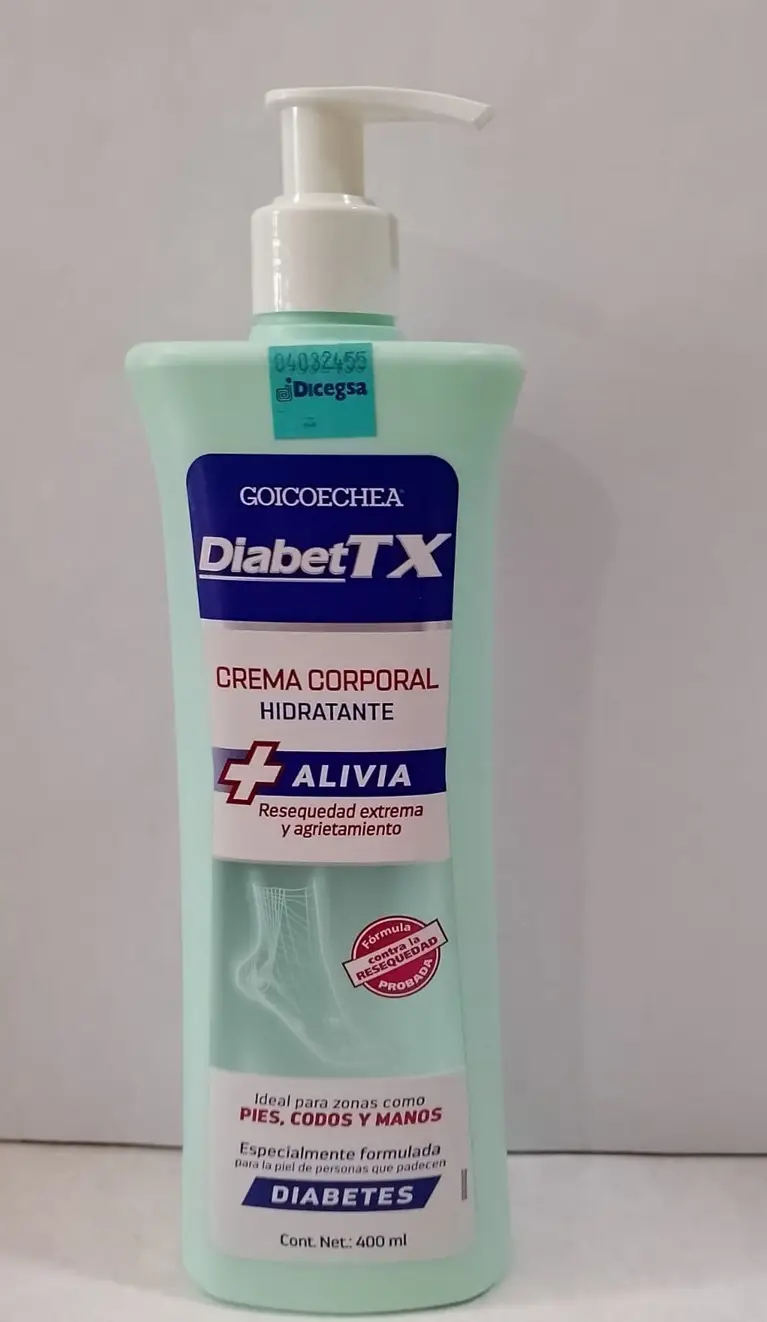 04032455
Dicegsa
GOICOECHEA
DiabetTX
CREMA CORPORAL
HIDRATANTE
ALIVIA
Resequedad extrema
y agrietamiento
Fórmula
contra la
RESEQUEDAD
PROBADA
Ideal para zonas como
PIES, CODOS Y MANOS
Especialmente formulada
para la piel de personas que padecen
DIABETES
Cont. Net.: 400 ml